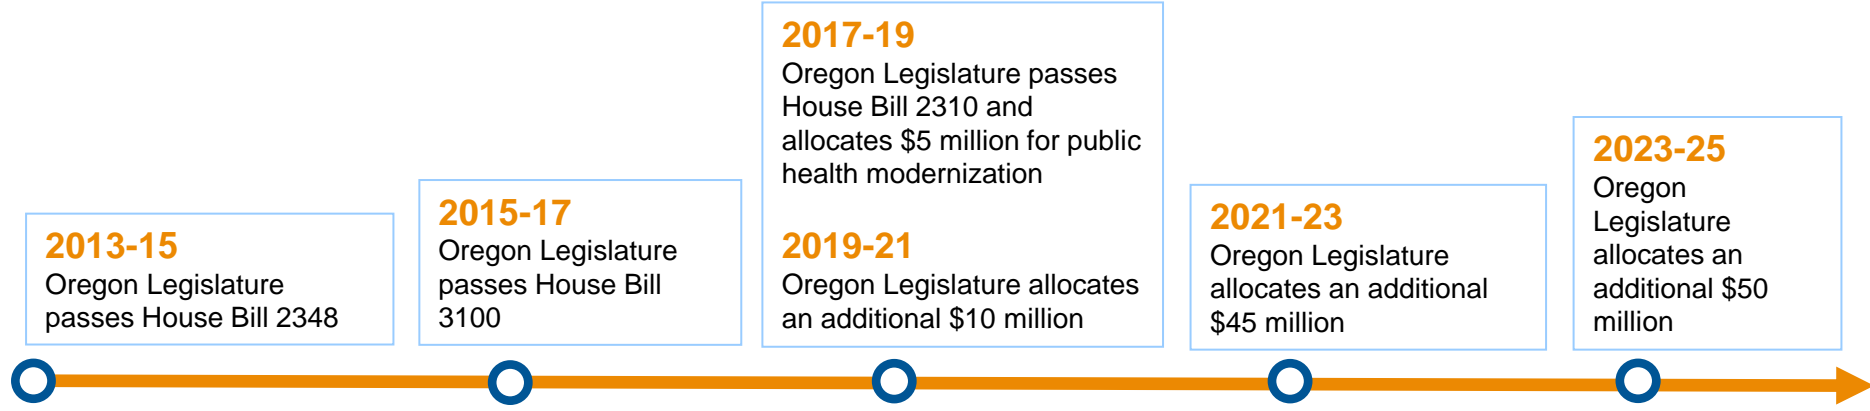 2013-15
Oregon Legislature
passes House Bill 2348
2015-17
Oregon Legislature
passes House Bill
3100
2017-19
Oregon Legislature passes
House Bill 2310 and
allocates $5 million for public
health modernization
2019-21
Oregon Legislature allocates
an additional $10 million
2021-23
Oregon Legislature
allocates an additional
$45 million
2023-25
Oregon
Legislature
allocates an
additional $50
million